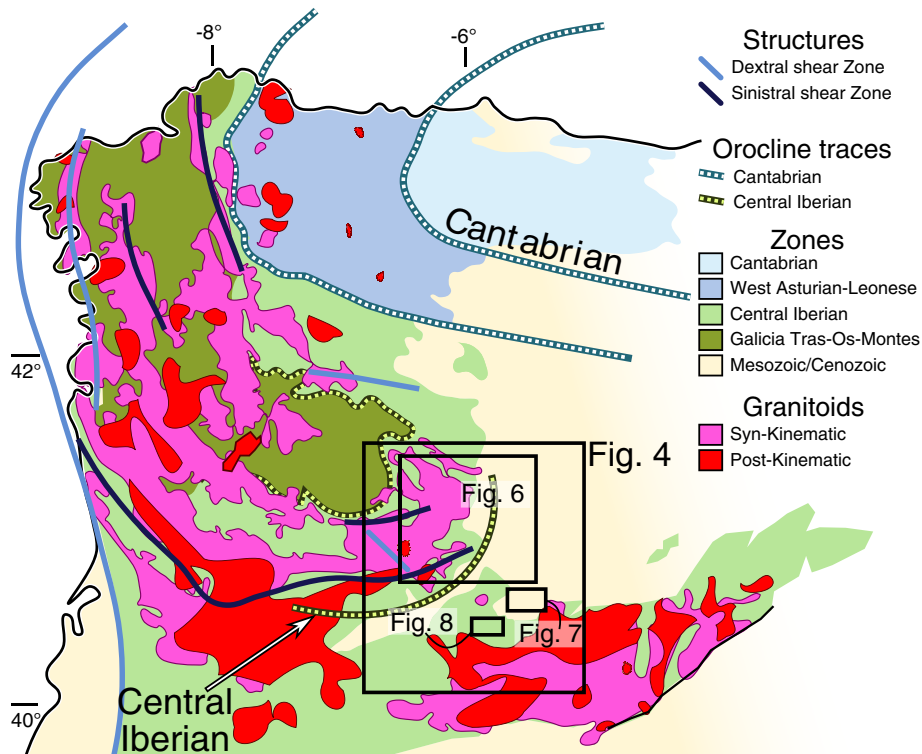 -8°
-6°
42°
40°
Cantabrian
Central
Iberian
Fig. 4
Fig. 6
Fig. 8
Fig. 7
Structures
Dextral shear Zone
Sinistral shear Zone
Orocline traces
Cantabrian
Central Iberian
Zones
Cantabrian
West Asturian-Leonese
Central Iberian
Galicia Tras-Os-Montes
Mesozoic/Cenozoic
Granitoids
Syn-Kinematic
Post-Kinematic